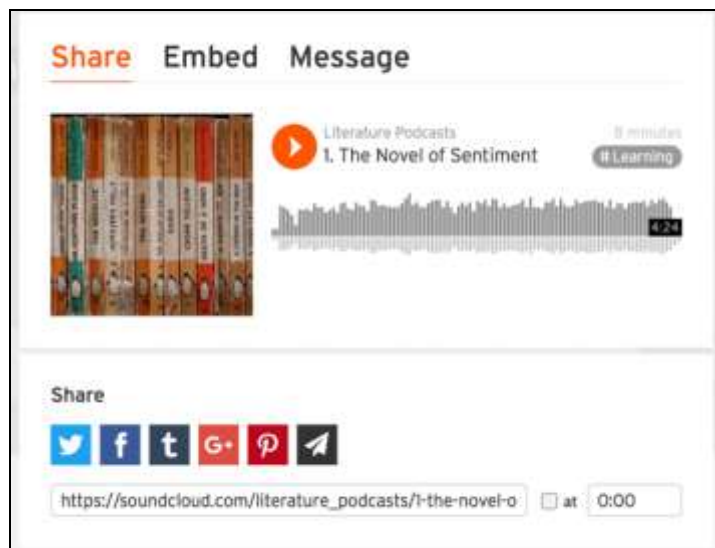 Share Embed Message
Literature Podcasts
8 minutes
1. The Novel of Sentiment
# Learning
4:24
Share
G+
https://soundcloud.com/literature_podcasts/1-the-novel-o
at 0:00